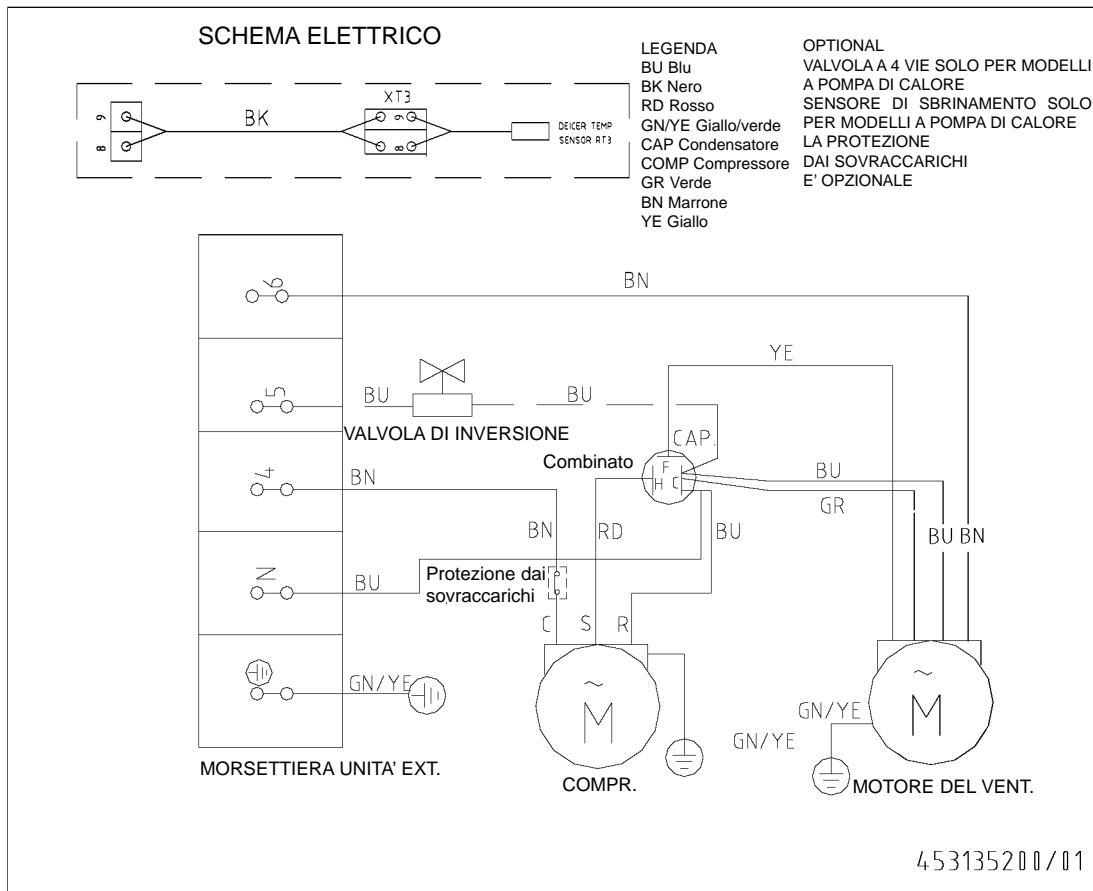 SCHEMA ELETTRICO
LEGENDA
BU Blu
BK Nero
RD Rosso
GN/YE Giallo/verde
CAP Condensatore
COMP Compressore
GR Verde
BN Marrone
YE Giallo
OPTIONAL
VALVOLA A 4 VIE SOLO PER MODELLI
A POMPA DI CALORE
SENSORE DI SBRINAMENTO SOLO
PER MODELLI A POMPA DI CALORE
LA PROTEZIONE
DAI SOVRACCARICHI
E' OPZIONALE
9
8
BK
XT3
9
8
DEICER TEMP
SENSOR RT3
6
BN
5
BU
BU
VALVOLA DI INVERSIONE
YE
CAP.
Combinato
F
H C
4
BN
BU
GR
BN
RD
BU
BU BN
N
BU
Protezione dai
sovraccarichi
C S R
GN/YE
M
M
GN/YE
GN/YE
MORSETTIERA UNITA' EXT.
COMPR.
MOTORE DEL VENT.
453135200/01